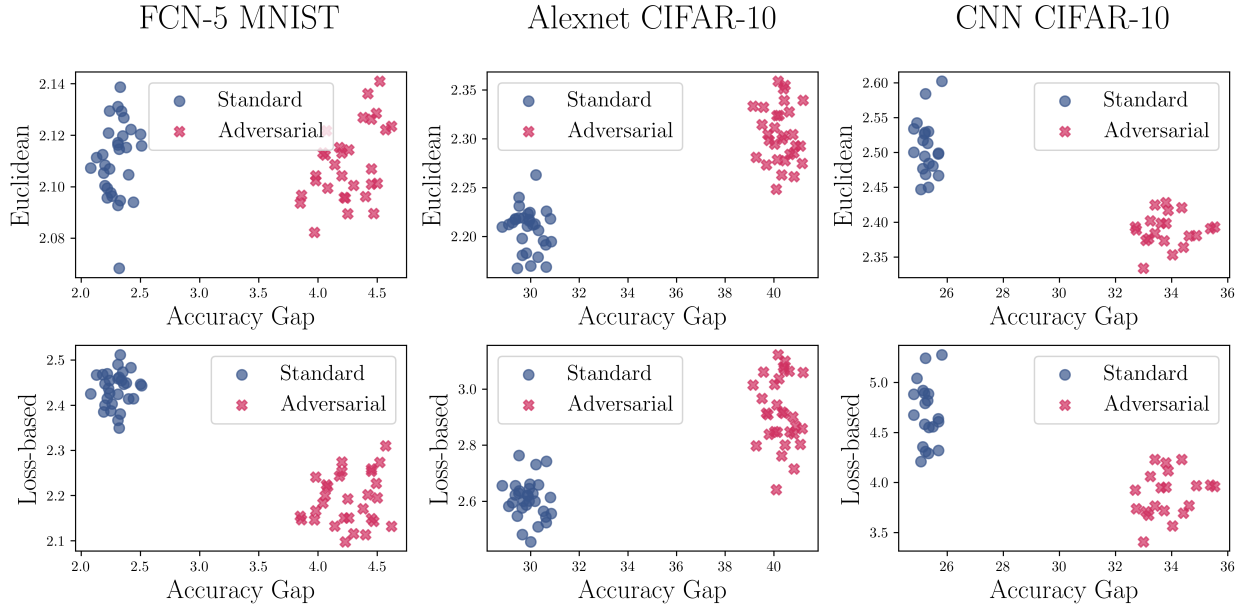 FCN-5 MNIST
Alexnet CIFAR-10
CNN CIFAR-10
Euclidean
2.14
2.12
2.10
2.08
Standard
Adversarial
2.0 2.5 3.0 3.5 4.0 4.5
Accuracy Gap
Euclidean
2.35
2.30
2.25
2.20
Standard
Adversarial
30 32 34 36 38 40
Accuracy Gap
Euclidean
2.60
2.55
2.50
2.45
2.40
2.35
Standard
Adversarial
26 28 30 32 34 36
Accuracy Gap
Loss-based
2.5
2.4
2.3
2.2
2.1
Standard
Adversarial
2.0 2.5 3.0 3.5 4.0 4.5
Accuracy Gap
Loss-based
3.0
2.8
2.6
Standard
Adversarial
30 32 34 36 38 40
Accuracy Gap
Loss-based
5.0
4.5
4.0
3.5
Standard
Adversarial
26 28 30 32 34 36
Accuracy Gap